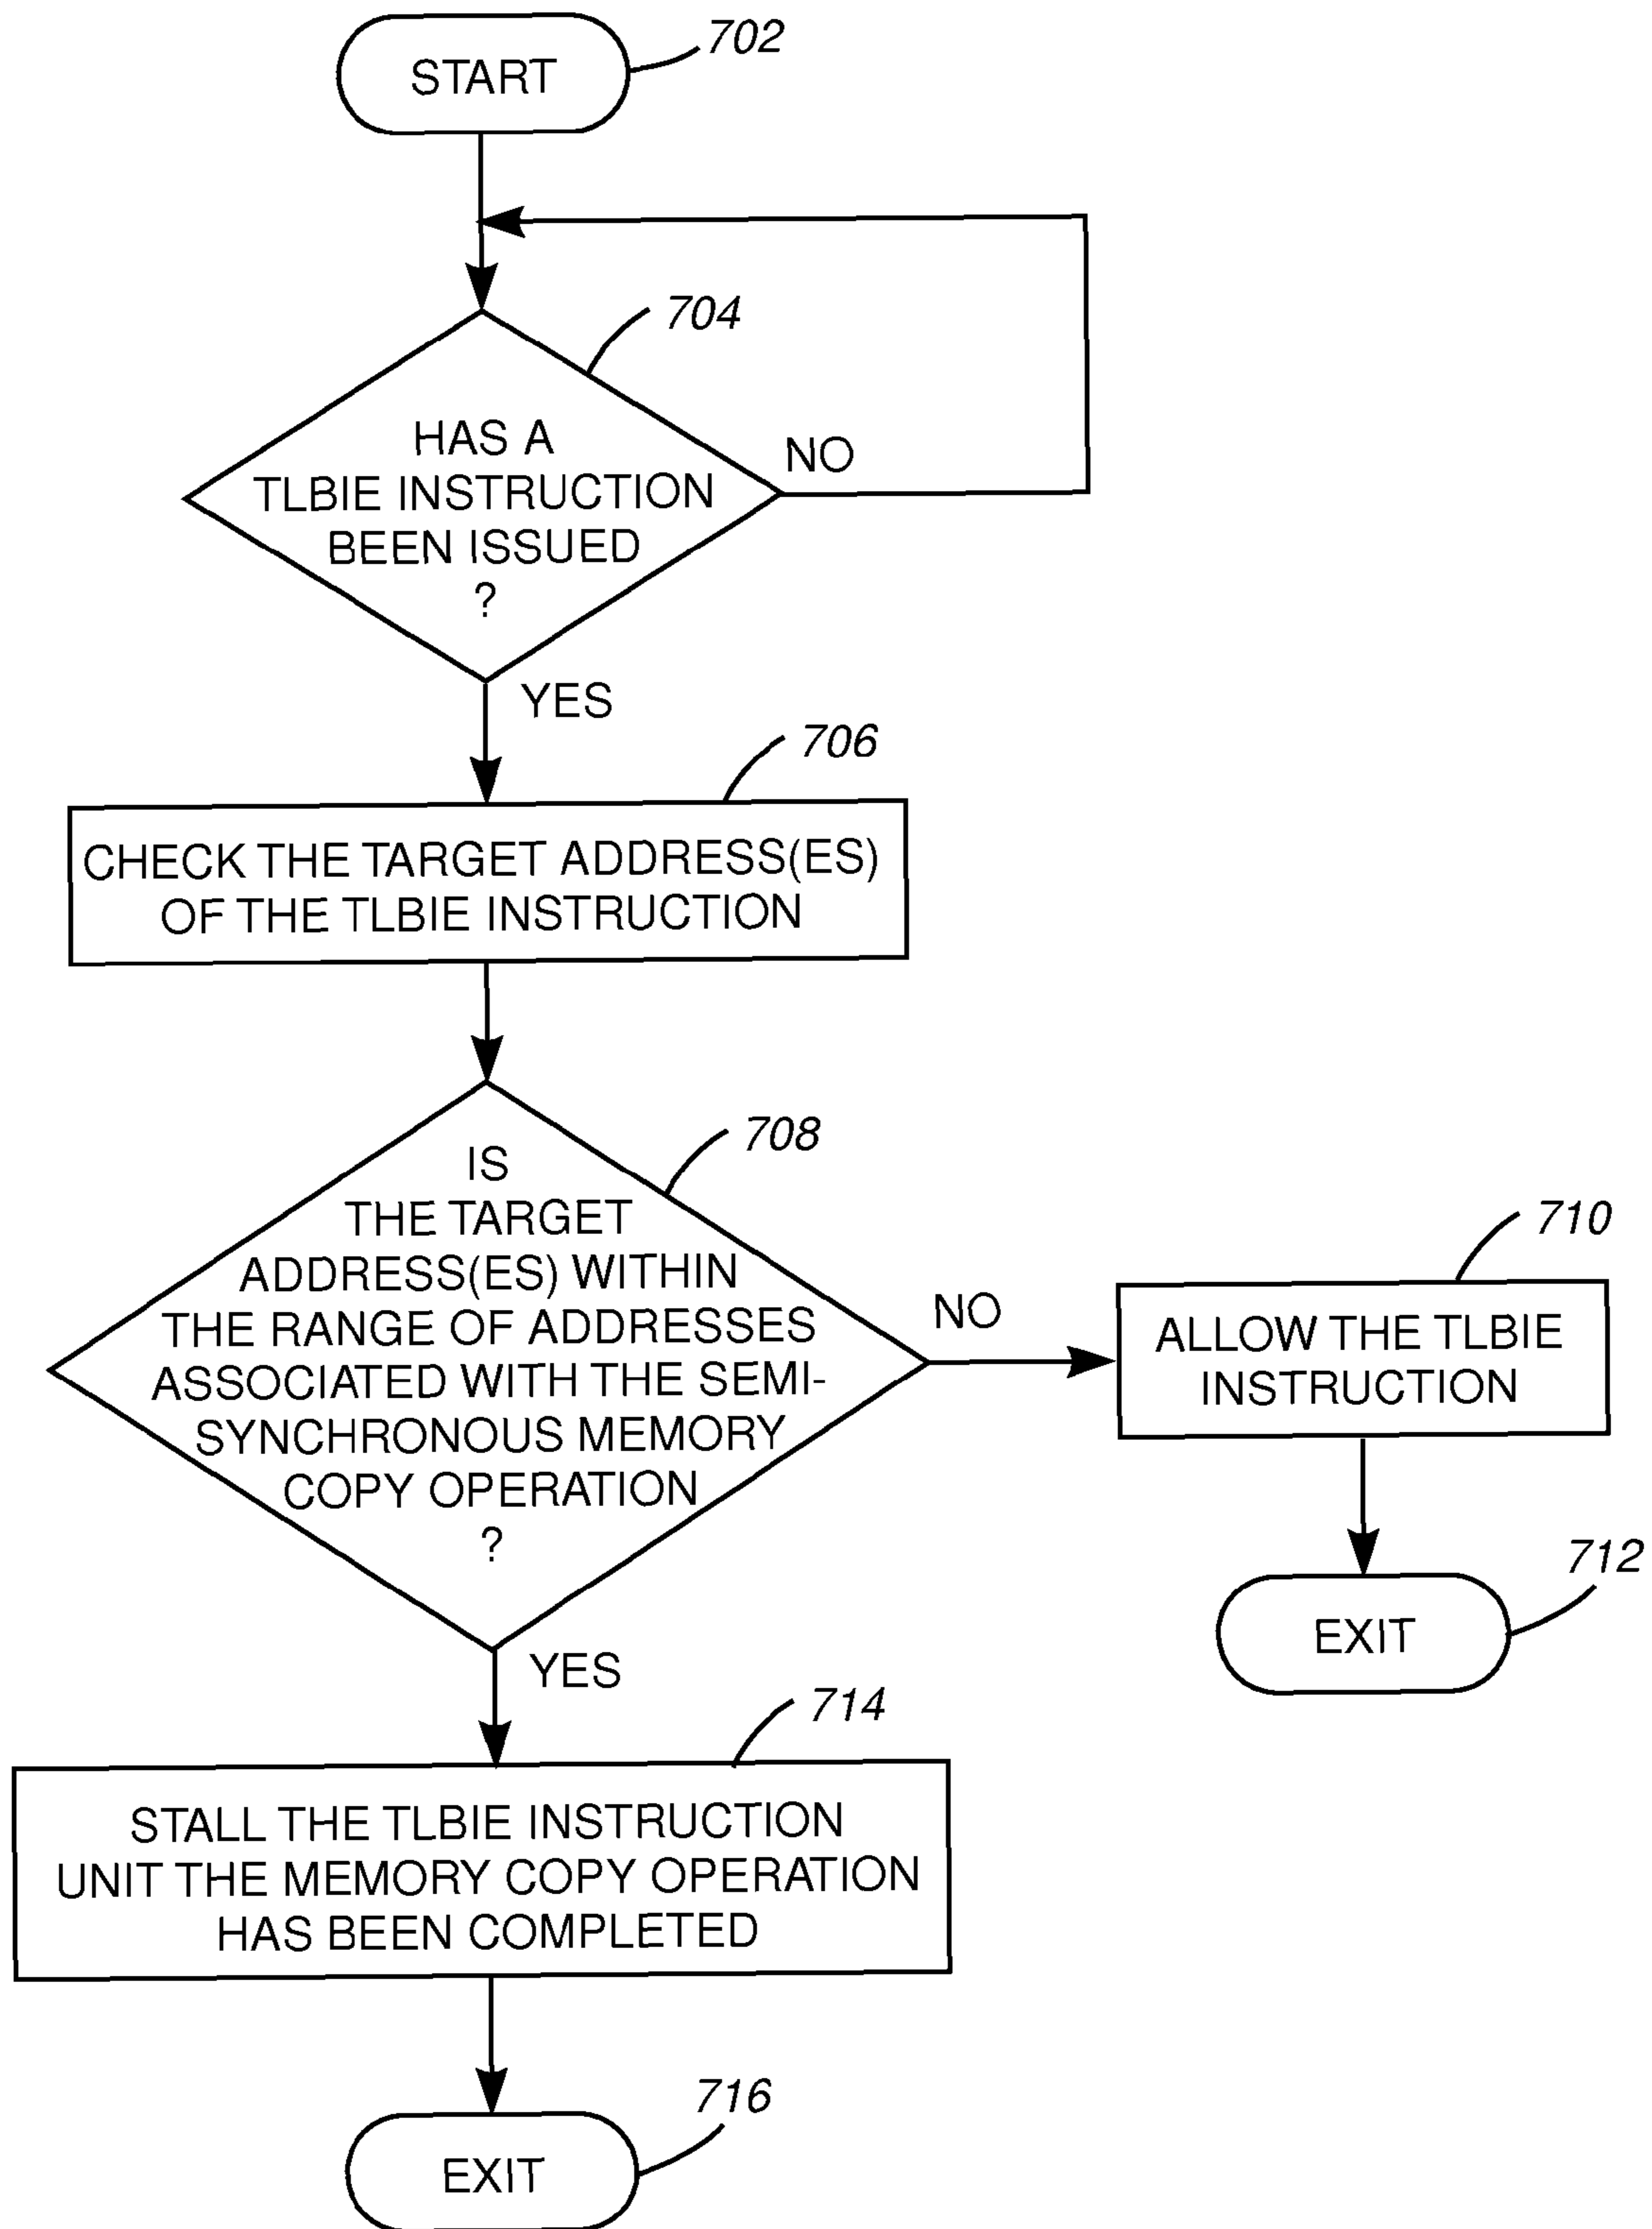 START
702
704
HAS A
TLBIE INSTRUCTION
BEEN ISSUED
?
NO
YES
706
CHECK THE TARGET ADDRESS(ES)
OF THE TLBIE INSTRUCTION
708
IS
THE TARGET
ADDRESS(ES) WITHIN
THE RANGE OF ADDRESSES
ASSOCIATED WITH THE SEMI-
SYNCHRONOUS MEMORY
COPY OPERATION
?
NO
710
ALLOW THE TLBIE
INSTRUCTION
712
EXIT
YES
714
STALL THE TLBIE INSTRUCTION
UNIT THE MEMORY COPY OPERATION
HAS BEEN COMPLETED
716
EXIT